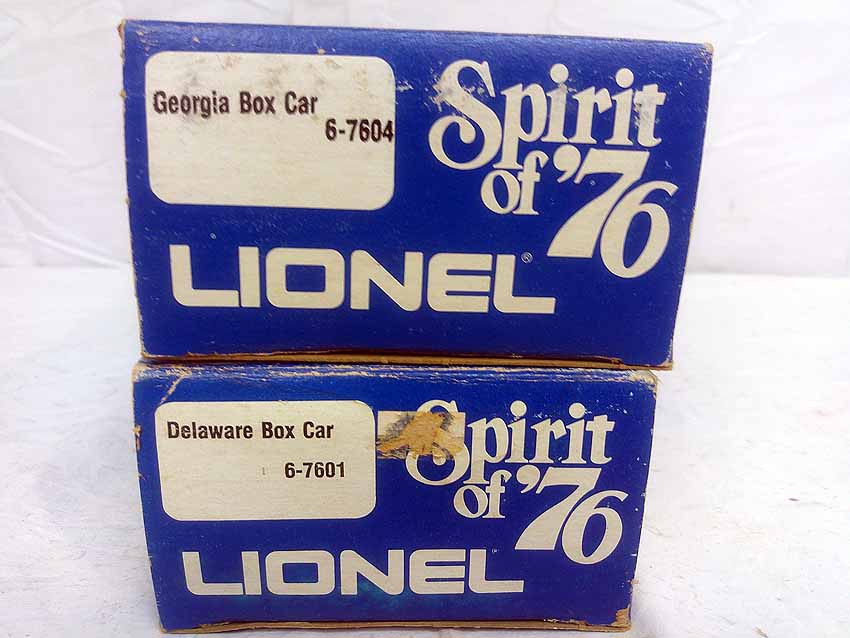 Georgia Box Car
6-7604
Spirit
of '76
LIONEL®
Delaware Box Car
6-7601
Spirit
of '76
LIONEL®